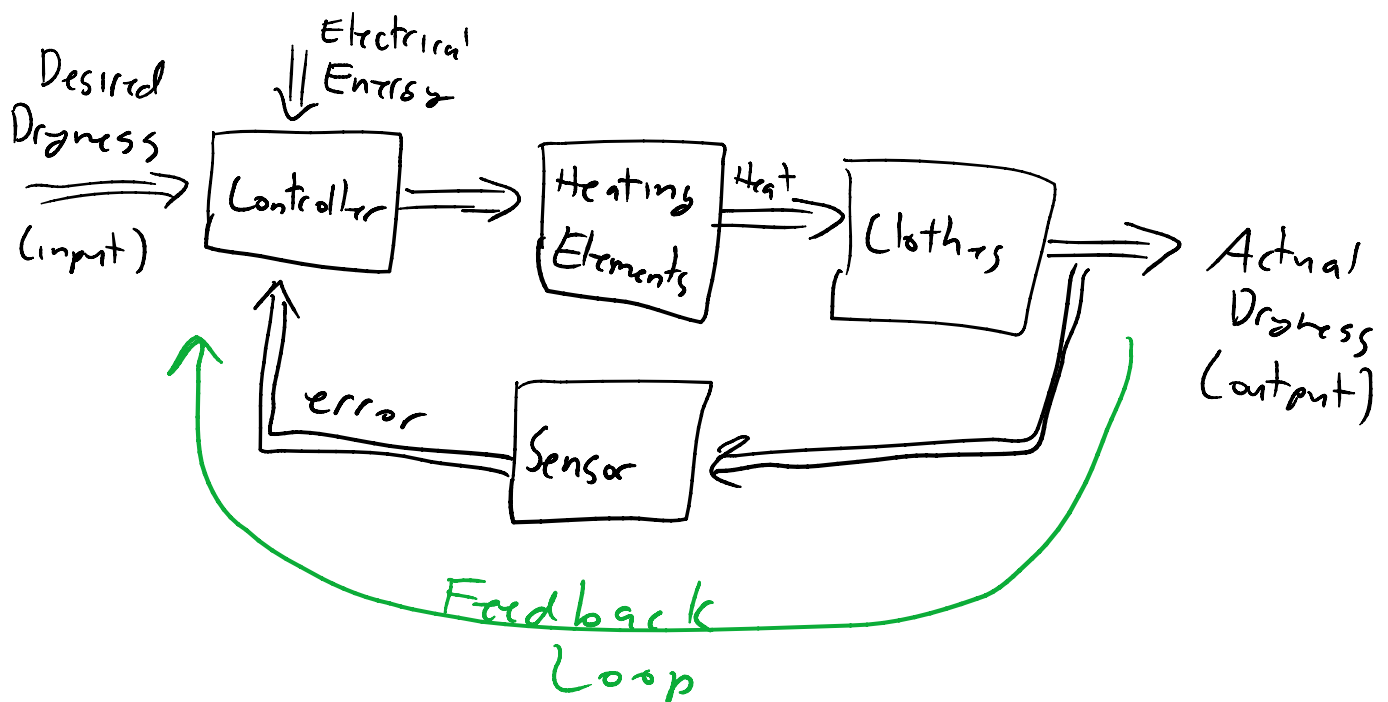 Electrical
Energy
Desired
Dryness
(input)
Controller
Heating
Elements
Heat
Clothes
Actual
Dryness
(output)
error
Sensor
Feedback
Loop